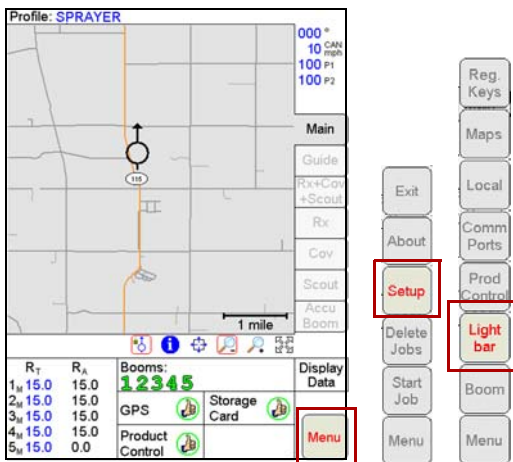 Profile: SPRAYER
000 °
10 CAN mph
100 P1
100 P2
Main
Guide
Rx+Cov
+Scout
Rx
Cov
Scout
Accu
Boom
115
1 mile
RT RA
1M 15.0 15.0
2M 15.0 15.0
3M 15.0 15.0
4M 15.0 15.0
5M 15.0 0.0
Booms:
12345
GPS
Storage
Card
Product
Control
Display
Data
Menu
Exit
About
Setup
Delete
Jobs
Start
Job
Menu
Reg.
Keys
Maps
Local
Comm
Ports
Prod
Control
Light
bar
Boom
Menu